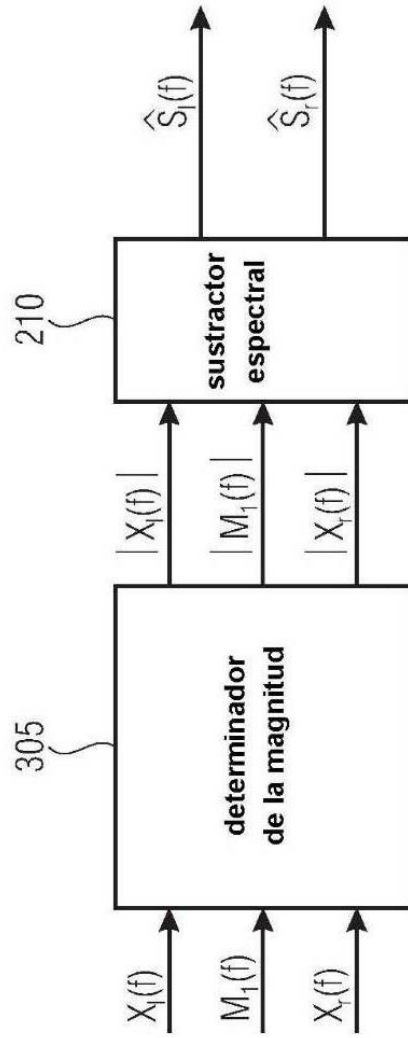 305
210
X_l(f)
M_1(f)
X_r(f)
determinador
de la magnitud
|X_l(f)|
|M_1(f)|
|X_r(f)|
sustractor
espectral
Ŝ_l(f)
Ŝ_r(f)